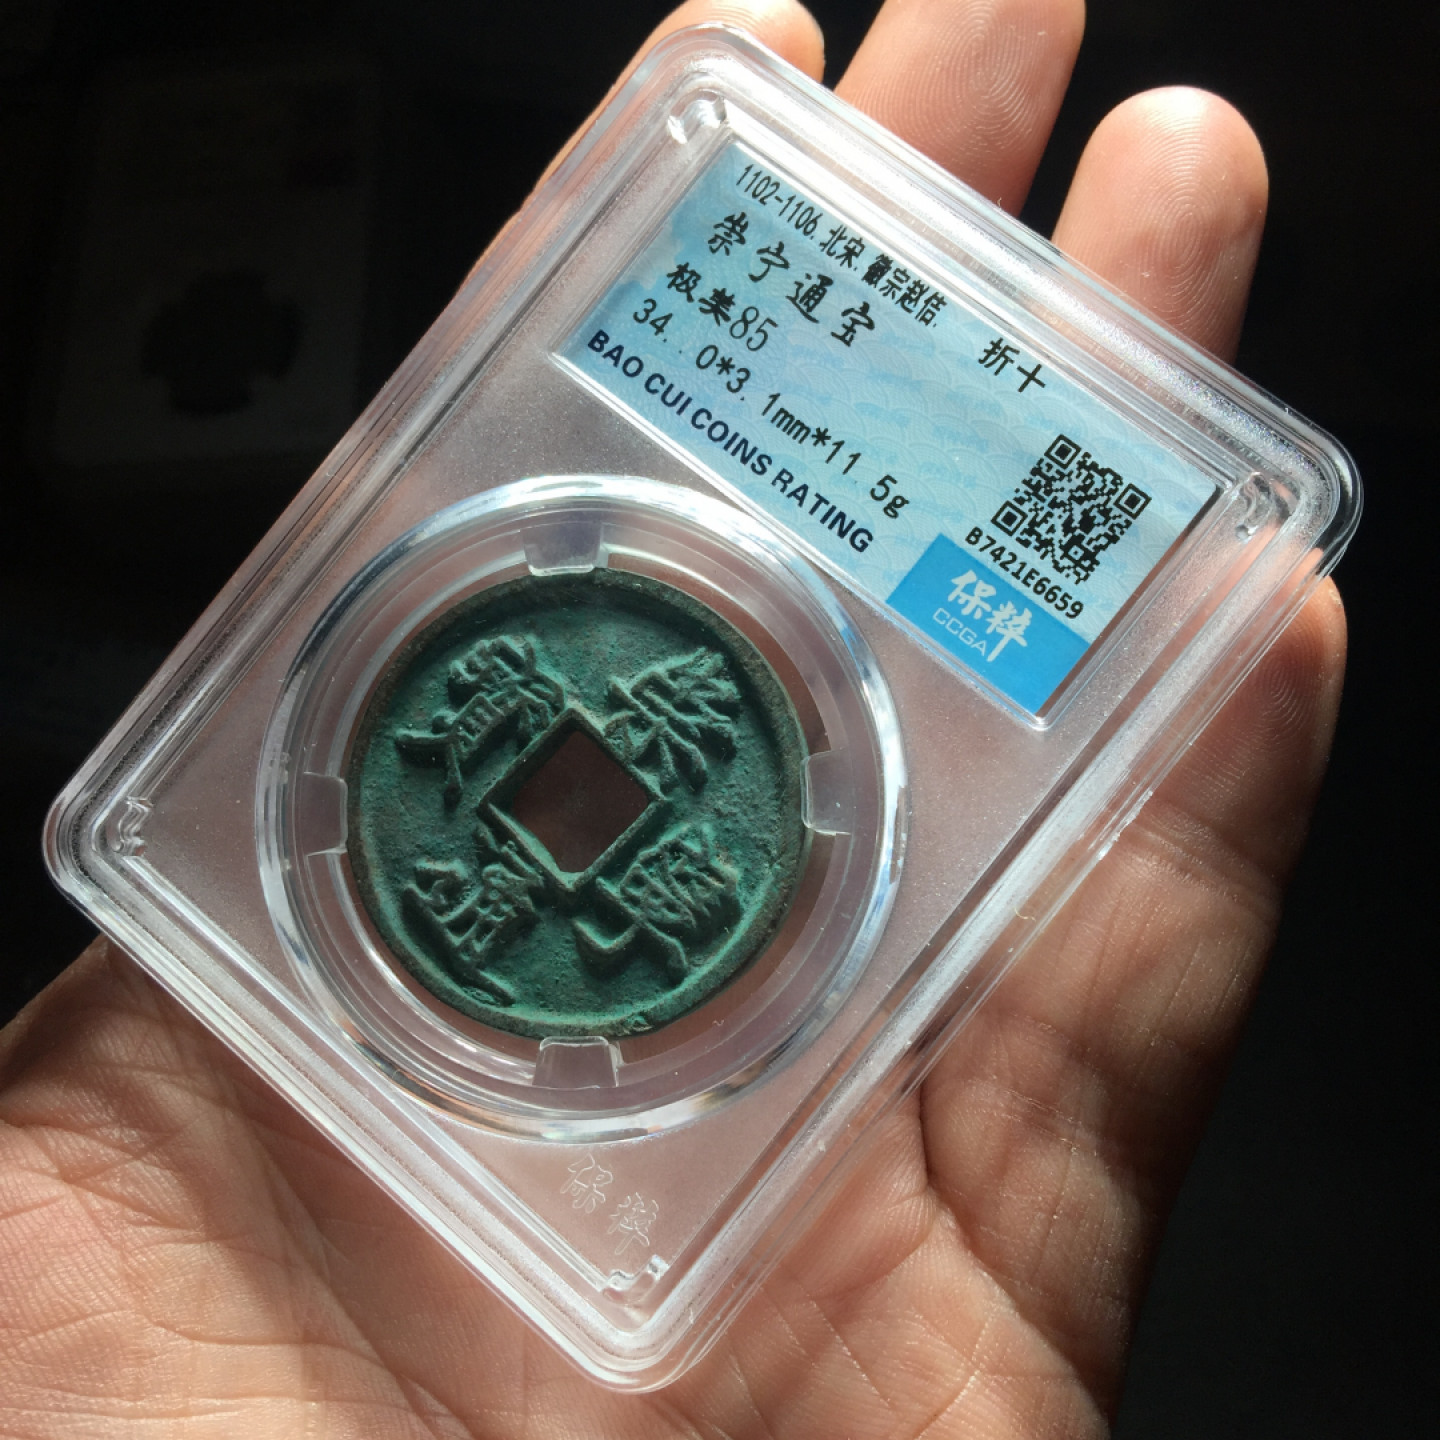 1102-1106.北宋.徽宗赵佶.
崇宁通宝 折十
极美85
34..0*3.1mm*11.5g
BAO CUI COINS RATING
B7421E6659
保粹
CCGA
崇寧通寳
保粹